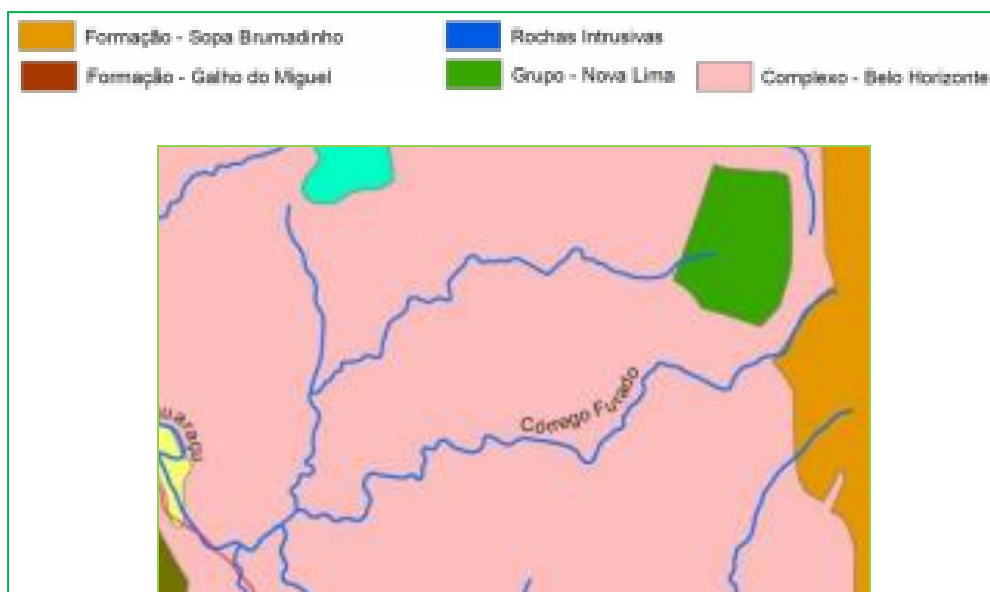 Formação - Sopa Brumadinho
Rochas Intrusivas
Formação - Galho do Miguel
Grupo - Nova Lima
Complexo - Belo Horizonte
Córrego Furado